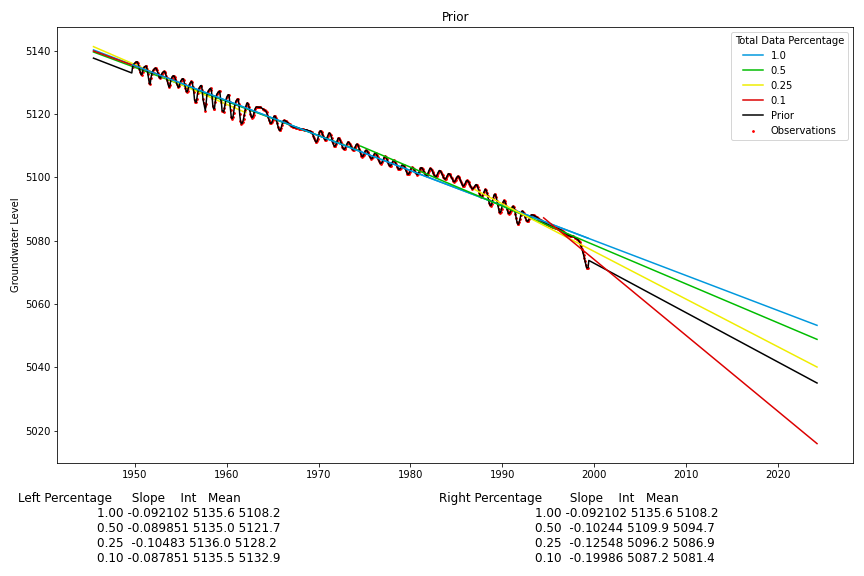 Prior
Total Data Percentage
1.0
0.5
0.25
0.1
Prior
Observations
Groundwater Level
5140
5120
5100
5080
5060
5040
5020
1950 1960 1970 1980 1990 2000 2010 2020
Left Percentage Slope Int Mean
1.00 -0.092102 5135.6 5108.2
0.50 -0.089851 5135.0 5121.7
0.25 -0.10483 5136.0 5128.2
0.10 -0.087851 5135.5 5132.9
Right Percentage Slope Int Mean
1.00 -0.092102 5135.6 5108.2
0.50 -0.10244 5109.9 5094.7
0.25 -0.12548 5096.2 5086.9
0.10 -0.19986 5087.2 5081.4